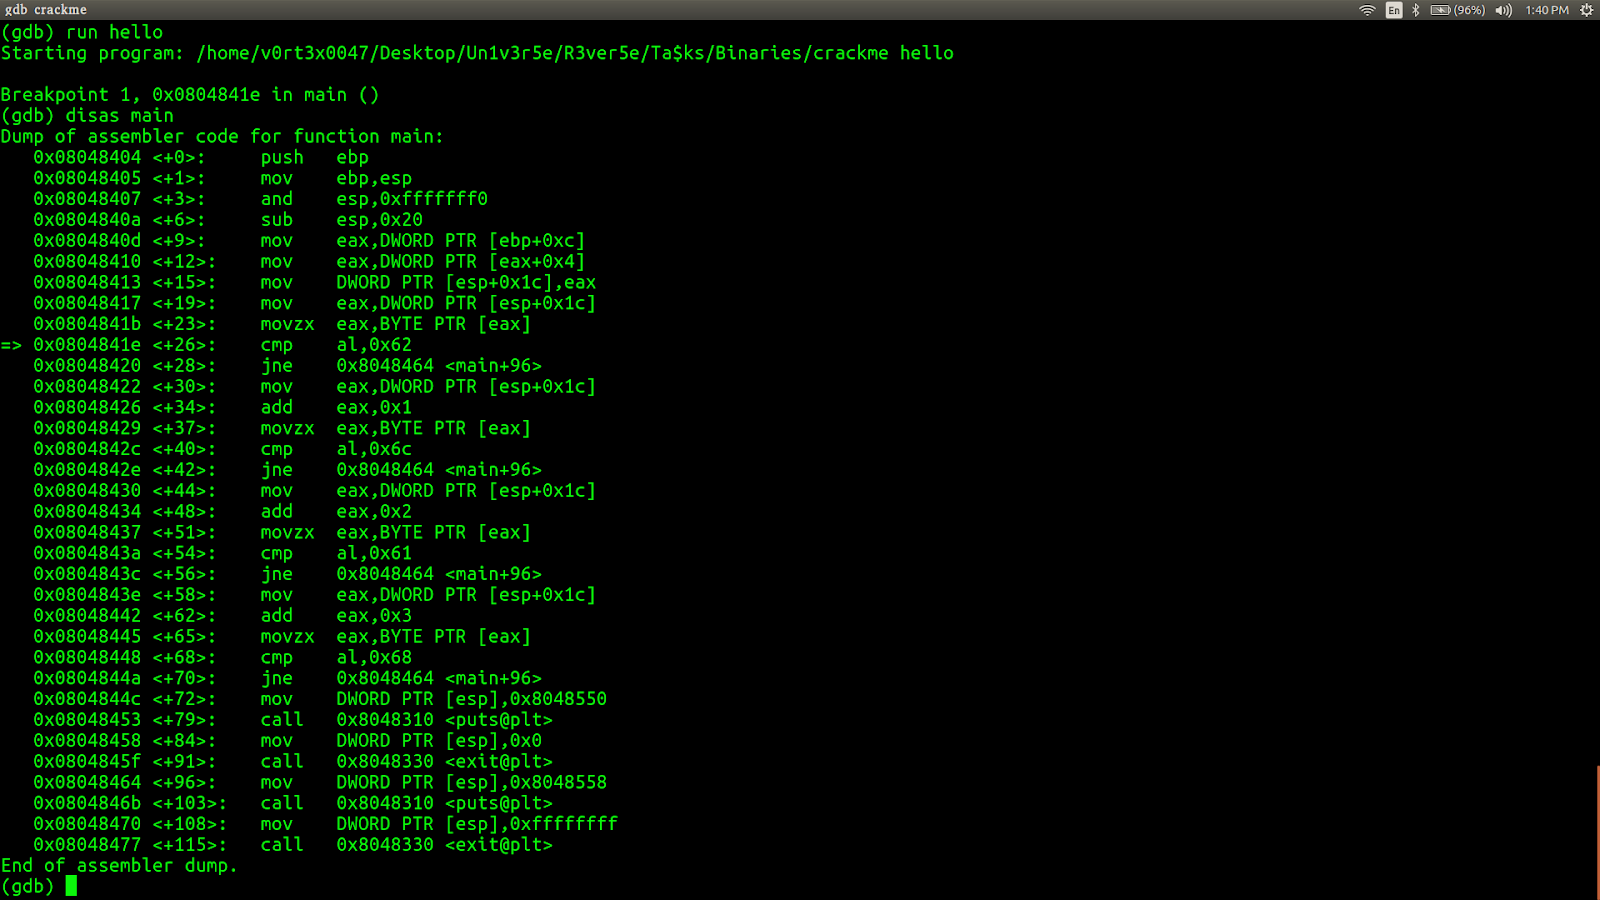 gdb crackme
En (96%) 1:40 PM
(gdb) run hello
Starting program: /home/v0rt3x0047/Desktop/Un1v3r5e/R3ver5e/Ta$ks/Binaries/crackme hello
Breakpoint 1, 0x0804841e in main ()
(gdb) disas main
Dump of assembler code for function main:
0x08048404 <+0>: push ebp
0x08048405 <+1>: mov ebp,esp
0x08048407 <+3>: and esp,0xfffffff0
0x0804840a <+6>: sub esp,0x20
0x0804840d <+9>: mov eax,DWORD PTR [ebp+0xc]
0x08048410 <+12>: mov eax,DWORD PTR [eax+0x4]
0x08048413 <+15>: mov DWORD PTR [esp+0x1c],eax
0x08048417 <+19>: mov eax,DWORD PTR [esp+0x1c]
0x0804841b <+23>: movzx eax,BYTE PTR [eax]
=> 0x0804841e <+26>: cmp al,0x62
0x08048420 <+28>: jne 0x8048464 <main+96>
0x08048422 <+30>: mov eax,DWORD PTR [esp+0x1c]
0x08048426 <+34>: add eax,0x1
0x08048429 <+37>: movzx eax,BYTE PTR [eax]
0x0804842c <+40>: cmp al,0x6c
0x0804842e <+42>: jne 0x8048464 <main+96>
0x08048430 <+44>: mov eax,DWORD PTR [esp+0x1c]
0x08048434 <+48>: add eax,0x2
0x08048437 <+51>: movzx eax,BYTE PTR [eax]
0x0804843a <+54>: cmp al,0x61
0x0804843c <+56>: jne 0x8048464 <main+96>
0x0804843e <+58>: mov eax,DWORD PTR [esp+0x1c]
0x08048442 <+62>: add eax,0x3
0x08048445 <+65>: movzx eax,BYTE PTR [eax]
0x08048448 <+68>: cmp al,0x68
0x0804844a <+70>: jne 0x8048464 <main+96>
0x0804844c <+72>: mov DWORD PTR [esp],0x8048550
0x08048453 <+79>: call 0x8048310 <puts@plt>
0x08048458 <+84>: mov DWORD PTR [esp],0x0
0x0804845f <+91>: call 0x8048330 <exit@plt>
0x08048464 <+96>: mov DWORD PTR [esp],0x8048558
0x0804846b <+103>: call 0x8048310 <puts@plt>
0x08048470 <+108>: mov DWORD PTR [esp],0xffffffff
0x08048477 <+115>: call 0x8048330 <exit@plt>
End of assembler dump.
(gdb)